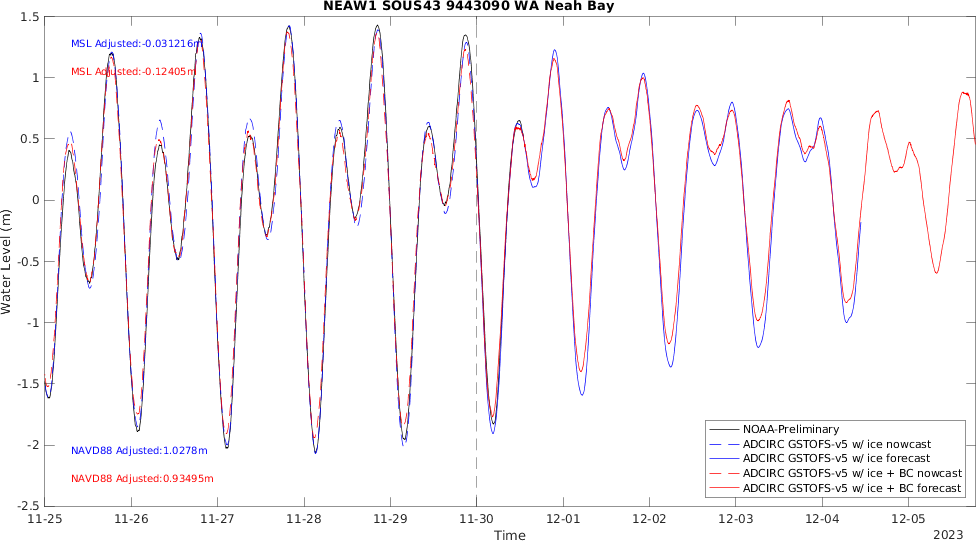 NEAW1 SOUS43 9443090 WA Neah Bay
MSL Adjusted:-0.031216m
MSL Adjusted:-0.12405m
NAVD88 Adjusted:1.0278m
NAVD88 Adjusted:0.93495m
Water Level (m)
1.5
1
0.5
0
-0.5
-1
-1.5
-2
-2.5
NOAA-Preliminary
ADCIRC GSTOFS-v5 w/ ice nowcast
ADCIRC GSTOFS-v5 w/ ice forecast
ADCIRC GSTOFS-v5 w/ ice + BC nowcast
ADCIRC GSTOFS-v5 w/ ice + BC forecast
11-25 11-26 11-27 11-28 11-29 11-30 12-01 12-02 12-03 12-04 12-05
Time
2023